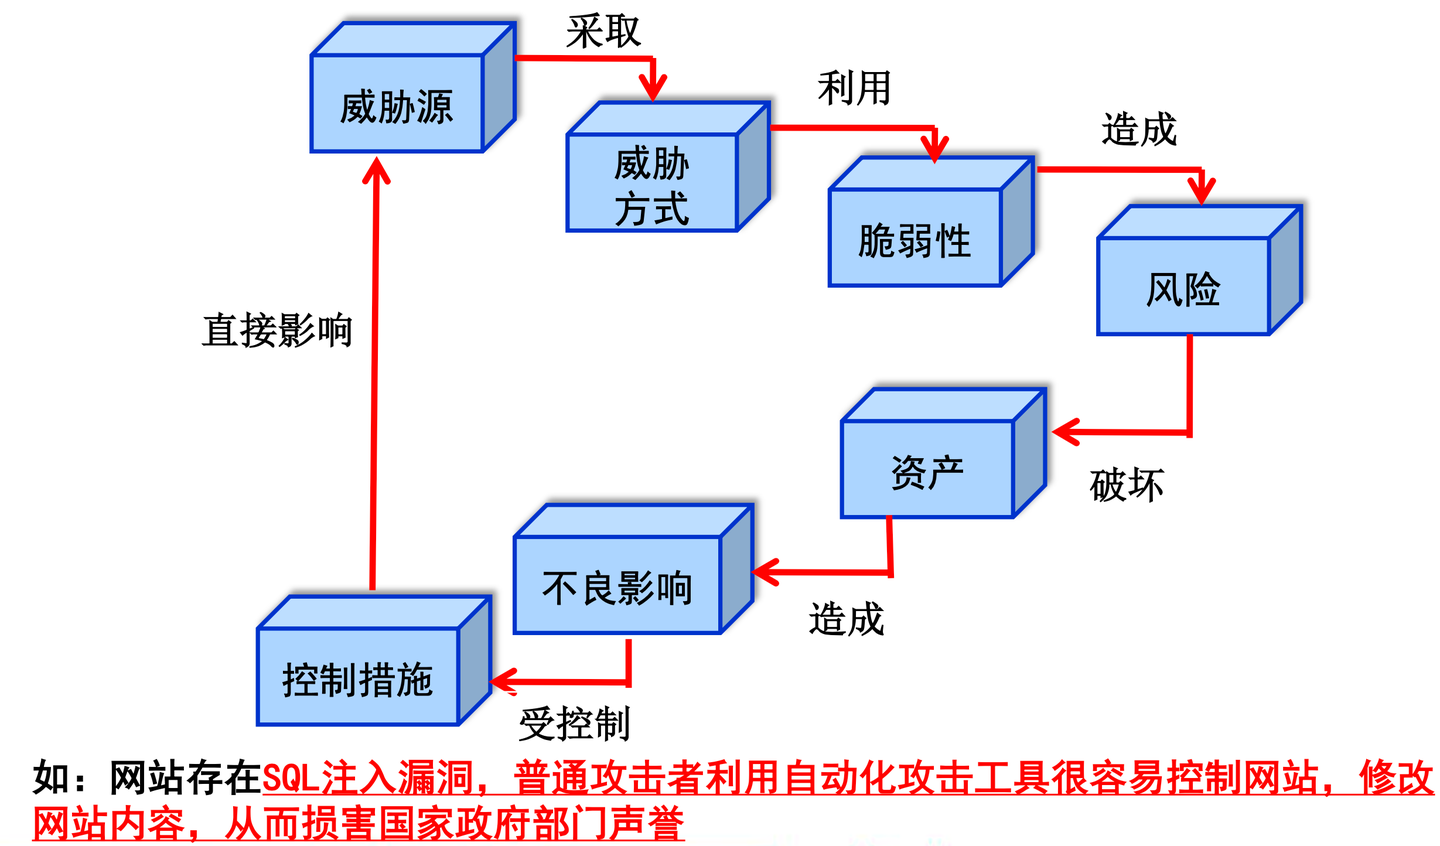 采取
威胁源
利用
造成
威胁
方式
脆弱性
风险
直接影响
资产
破坏
不良影响
造成
控制措施
受控制
如：网站存在SQL注入漏洞，普通攻击者利用自动化攻击工具很容易控制网站，修改
网站内容，从而损害国家政府部门声誉